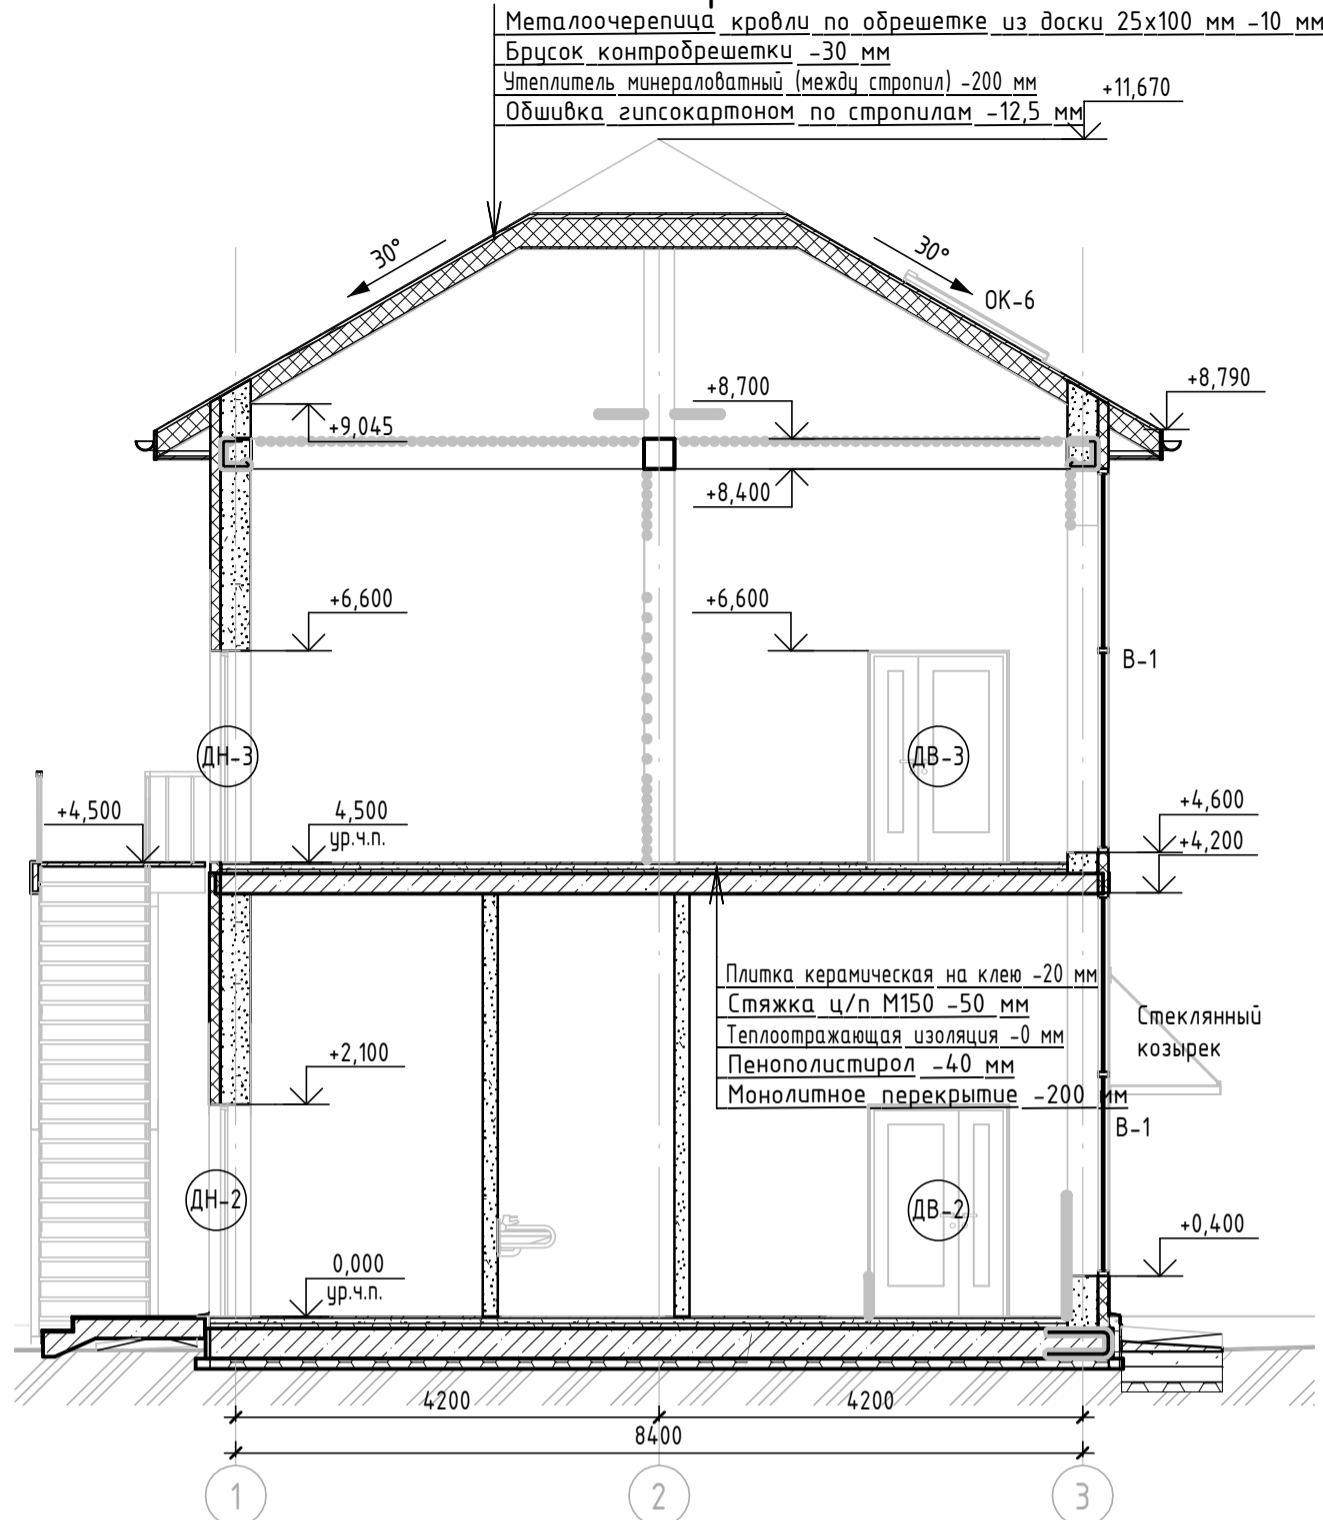 Металоочерепица кровли по обрешетке из доски 25х100 мм -10 мм
Брусок контробрешетки -30 мм
Утеплитель минераловатный (между стропил) -200 мм
Обшивка гипсокартоном по стропилам -12,5 мм
+11,670
30°
30°
ОК-6
+8,790
+8,700
+9,045
+8,400
+6,600
+6,600
В-1
ДН-3
ДВ-3
+4,500
4,500
ур.ч.п.
+4,600
+4,200
Плитка керамическая на клею -20 мм
Стяжка ц/п М150 -50 мм
Теплоотражающая изоляция -0 мм
Пенополистирол -40 мм
Монолитное перекрытие -200 мм
Стеклянный
козырек
+2,100
В-1
ДН-2
ДВ-2
+0,400
0,000
ур.ч.п.
4200
4200
8400
1
2
3